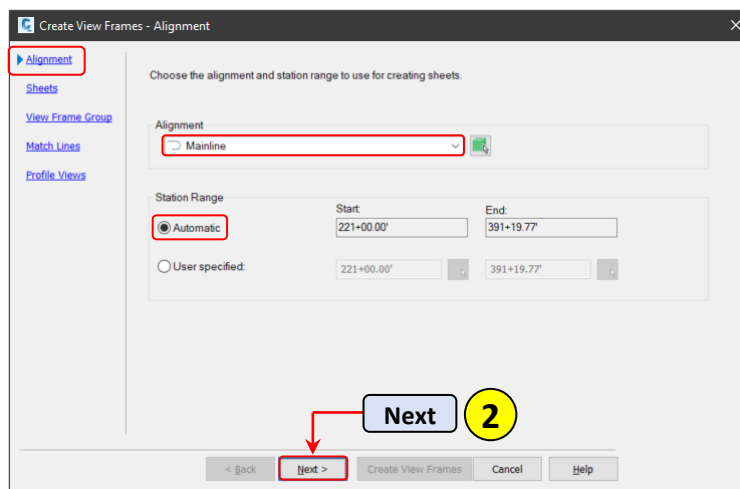 Create View Frames - Alignment
Alignment
Sheets
View Frame Group
Match Lines
Profile Views
Choose the alignment and station range to use for creating sheets.
Alignment
Mainline
Station Range
Start:
End:
Automatic
221+00.00'
391+19.77'
User specified:
221+00.00'
391+19.77'
Next
2
< Back
Next >
Create View Frames
Cancel
Help